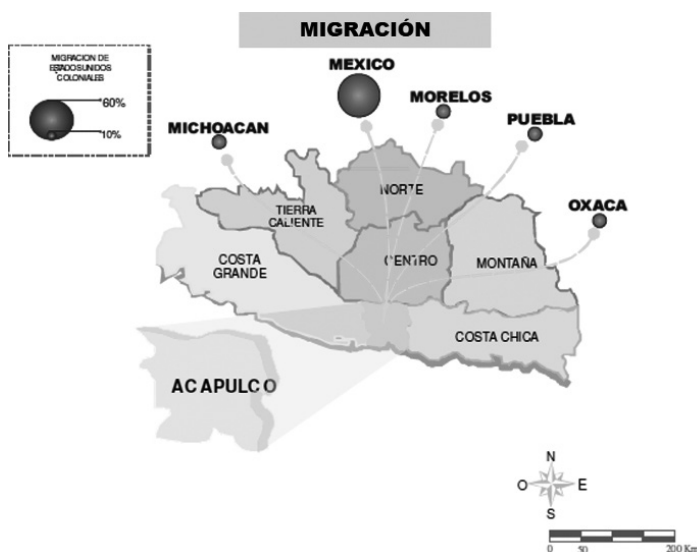 MIGRACIÓN
MIGRACION DE
ESTADOSUNIDOS
COLONIALES
60%
10%
MEXICO
MORELOS
MICHOACAN
PUEBLA
OXACA
NORTE
TIERRA
CALIENTE
COSTA
GRANDE
CENTRO
MONTAÑA
COSTA CHICA
ACAPULCO
N
O
E
S
0
50
200 Km